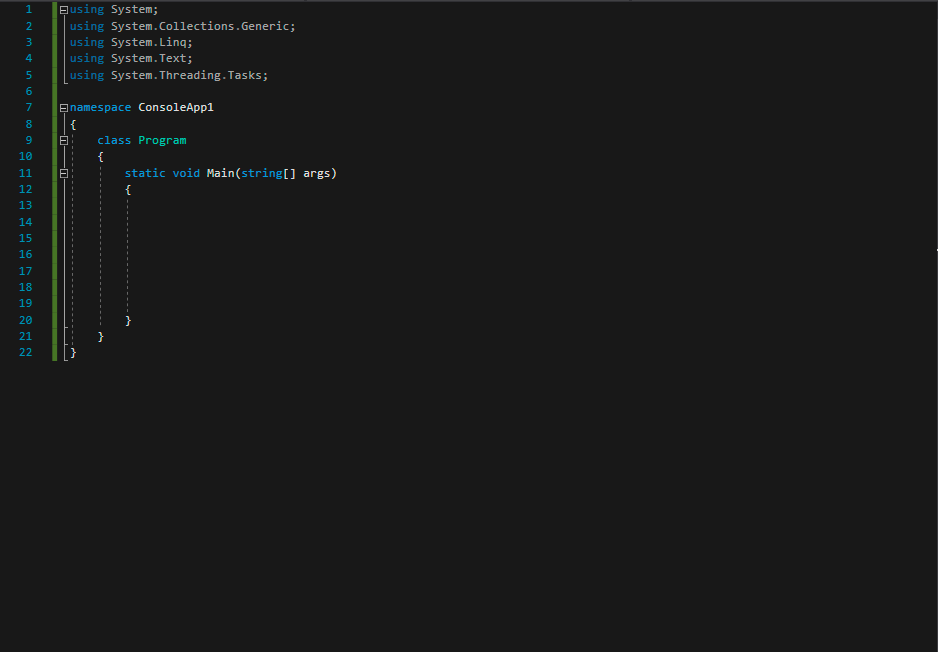 1 using System;
2 using System.Collections.Generic;
3 using System.Linq;
4 using System.Text;
5 using System.Threading.Tasks;
6
7 namespace ConsoleApp1
8 {
9 class Program
10 {
11 static void Main(string[] args)
12 {
13
14
15
16
17
18
19
20 }
21 }
22 }